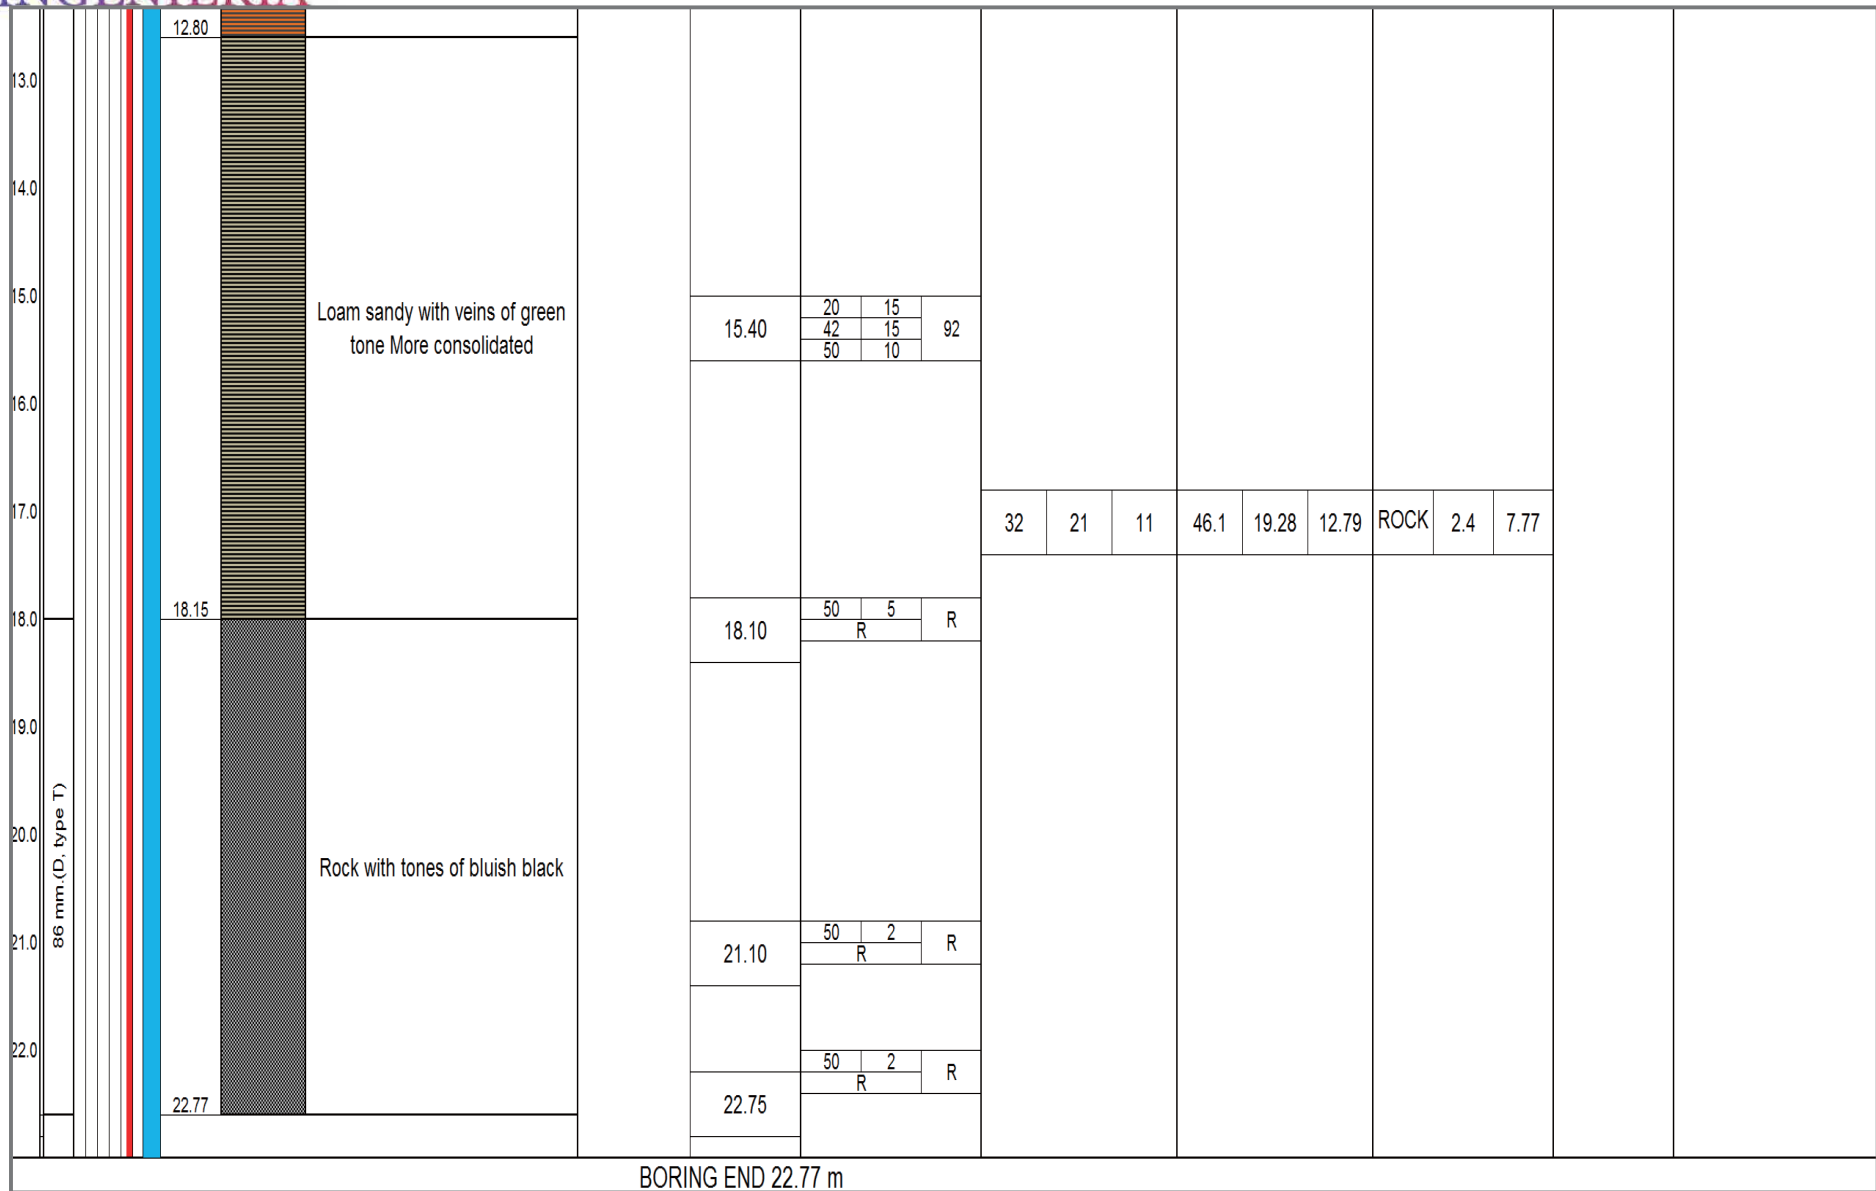 INGENIERIA
12.80
13.0
14.0
15.0
Loam sandy with veins of green
tone More consolidated
15.40
20 15
42 15 92
50 10
16.0
17.0
32 21 11 46.1 19.28 12.79 ROCK 2.4 7.77
18.15
18.0
18.10
50 5
R
R
19.0
20.0
86 mm.(D, type T)
Rock with tones of bluish black
21.0
21.10
50 2
R
R
22.0
50 2
R
R
22.77
22.75
BORING END 22.77 m